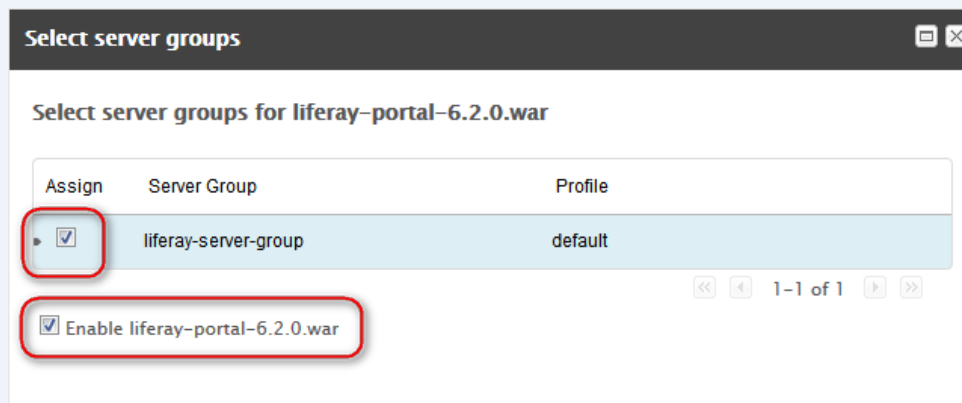 Select server groups
Select server groups for liferay-portal-6.2.0.war
Assign Server Group Profile
liferay-server-group default
1-1 of 1
Enable liferay-portal-6.2.0.war